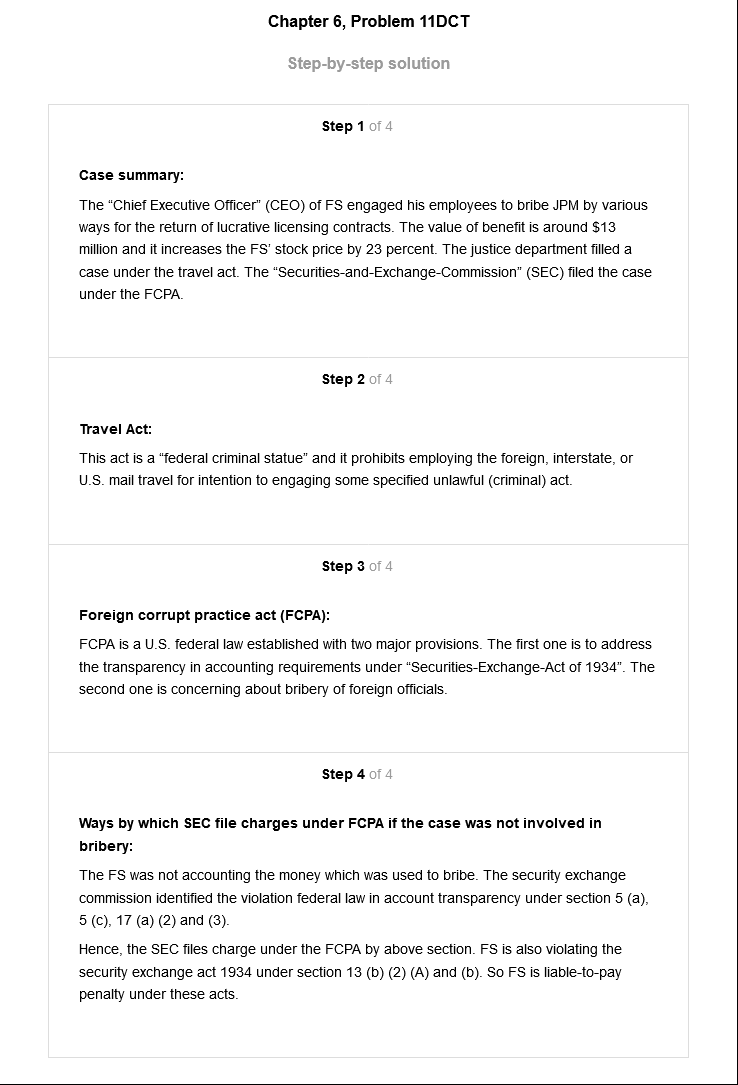 Chapter 6, Problem 11DCT
Step-by-step solution
Step 1 of 4
Case summary:
The “Chief Executive Officer” (CEO) of FS engaged his employees to bribe JPM by various
ways for the return of lucrative licensing contracts. The value of benefit is around $13
million and it increases the FS’ stock price by 23 percent. The justice department filled a
case under the travel act. The “Securities-and-Exchange-Commission” (SEC) filed the case
under the FCPA.
Step 2 of 4
Travel Act:
This act is a “federal criminal statue” and it prohibits employing the foreign, interstate, or
U.S. mail travel for intention to engaging some specified unlawful (criminal) act.
Step 3 of 4
Foreign corrupt practice act (FCPA):
FCPA is a U.S. federal law established with two major provisions. The first one is to address
the transparency in accounting requirements under “Securities-Exchange-Act of 1934”. The
second one is concerning about bribery of foreign officials.
Step 4 of 4
Ways by which SEC file charges under FCPA if the case was not involved in
bribery:
The FS was not accounting the money which was used to bribe. The security exchange
commission identified the violation federal law in account transparency under section 5 (a),
5 (c), 17 (a) (2) and (3).
Hence, the SEC files charge under the FCPA by above section. FS is also violating the
security exchange act 1934 under section 13 (b) (2) (A) and (b). So FS is liable-to-pay
penalty under these acts.